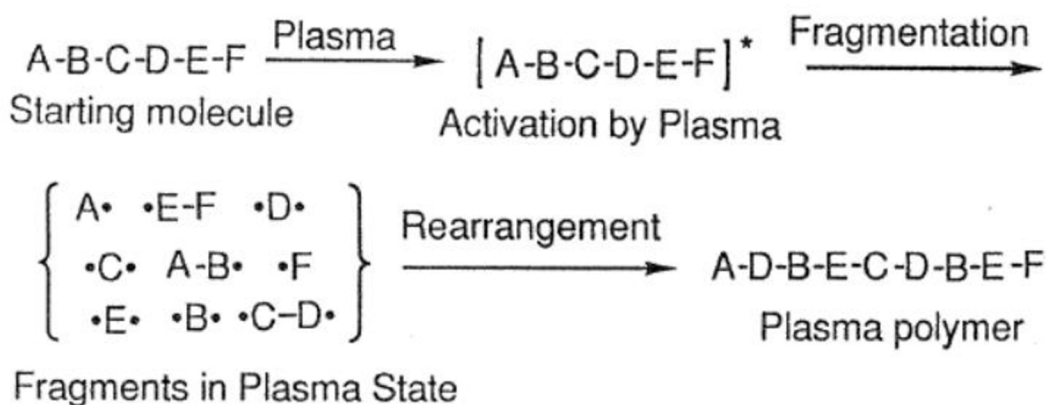 A-B-C-D-E-F Plasma [A-B-C-D-E-F]* Fragmentation
Starting molecule Activation by Plasma
A• •E-F •D• Rearrangement
•C• A-B• •F A-D-B-E-C-D-B-E-F
•E• •B• •C-D• Plasma polymer
Fragments in Plasma State